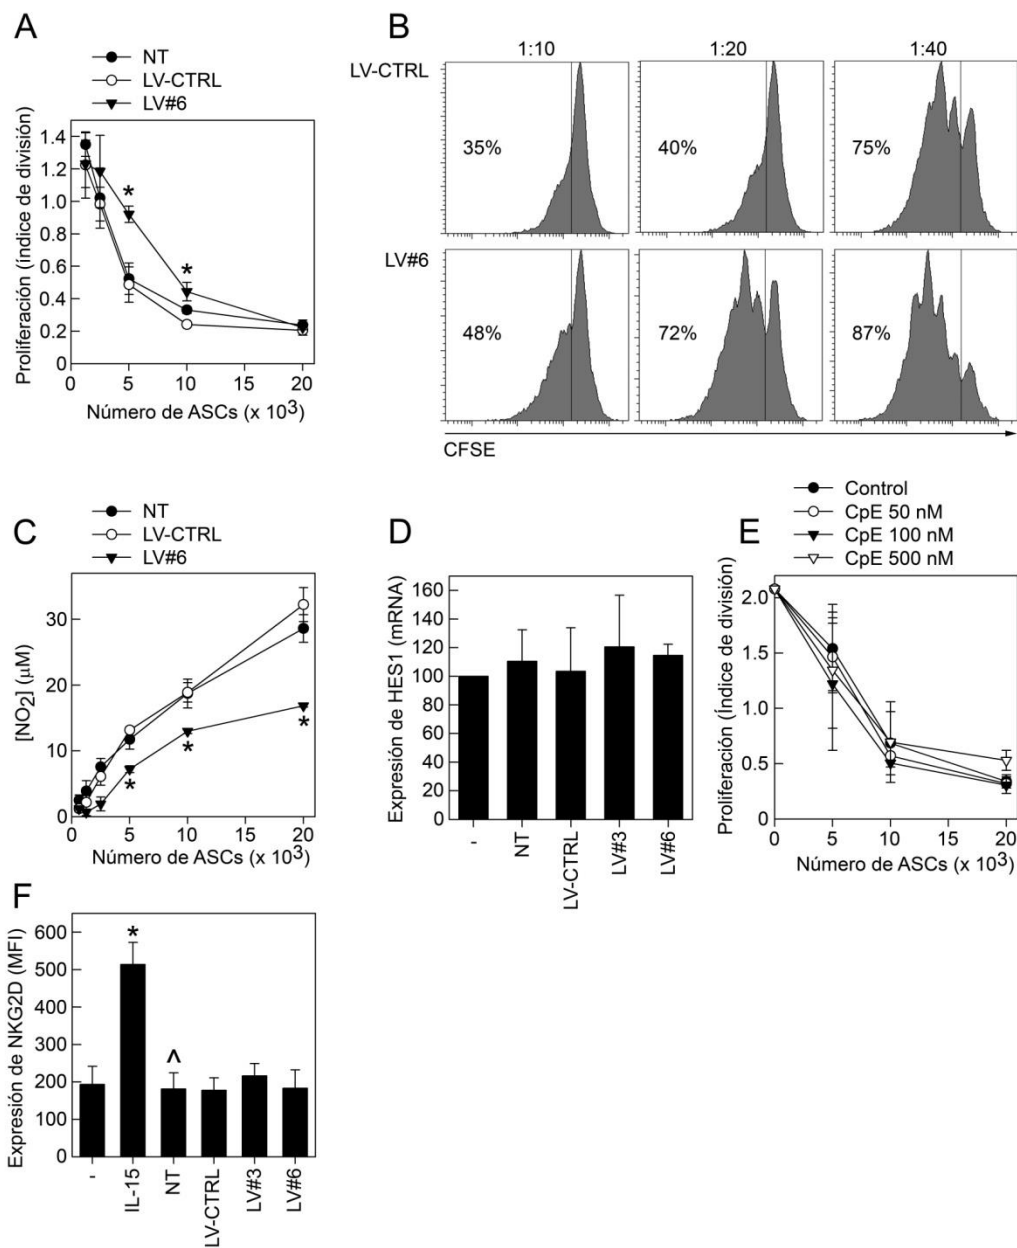 A
NT
LV-CTRL
LV#6
Proliferación (índice de división)
1.4
1.2
1.0
0.8
0.6
0.4
0.2
0
*
*
0 5 10 15 20
Número de ASCs (x 10³)
B
1:10 1:20 1:40
LV-CTRL
35% 40% 75%
LV#6
48% 72% 87%
CFSE
C
NT
LV-CTRL
LV#6
[NO2] (µM)
30
20
10
0
*
*
*
0 5 10 15 20
Número de ASCs (x 10³)
D
Expresión de HES1 (mRNA)
160
140
120
100
80
60
40
20
0
- NT LV-CTRL LV#3 LV#6
E
Control
CpE 50 nM
CpE 100 nM
CpE 500 nM
Proliferación (Índice de división)
2.0
1.5
1.0
0.5
0
0 5 10 15 20
Número de ASCs (x 10³)
F
Expresión de NKG2D (MFI)
600
500
400
300
200
100
0
* ^
- IL-15 NT LV-CTRL LV#3 LV#6